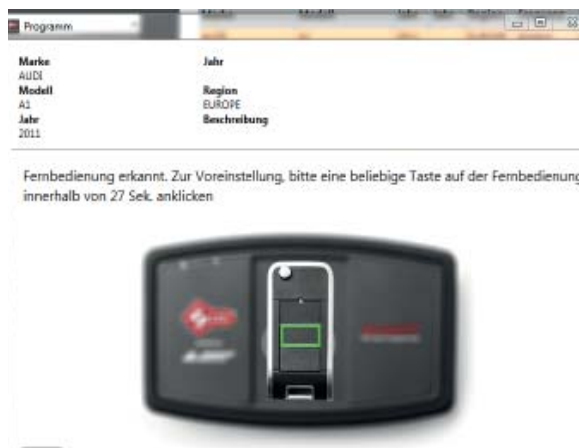 Programm
Marke
AUDI
Modell
A1
Jahr
2011
Jahr
Region
EUROPE
Beschreibung
Fernbedienung erkannt. Zur Voreinstellung, bitte eine beliebige Taste auf der Fernbedienung
innerhalb von 27 Sek. anklicken